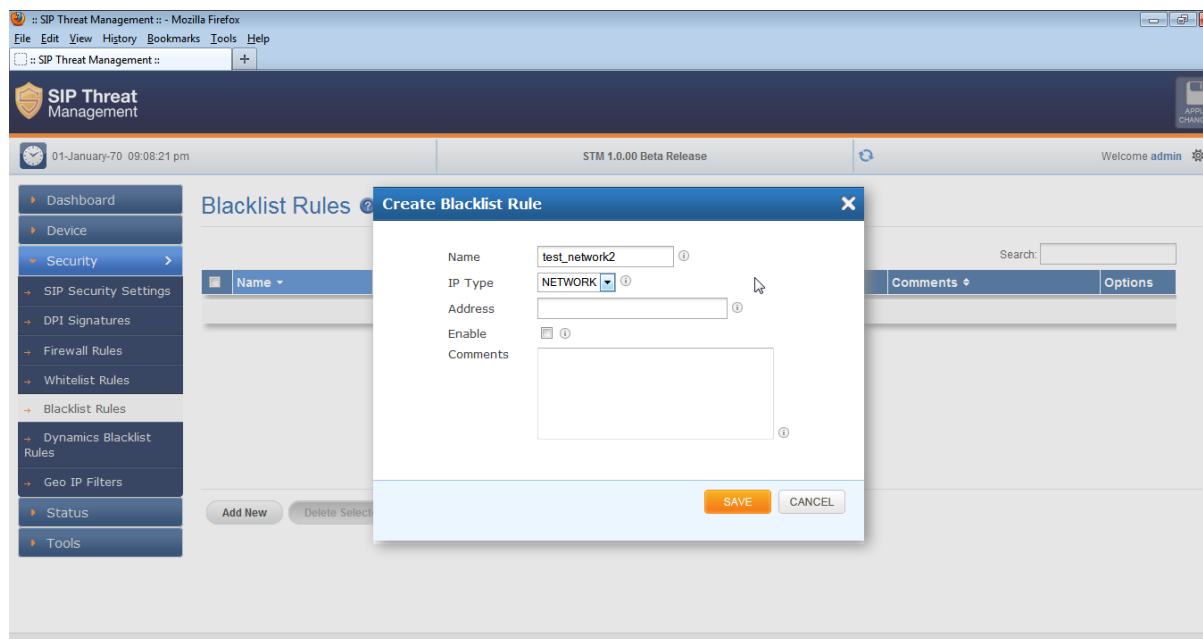 :: SIP Threat Management :: - Mozilla Firefox
File Edit View History Bookmarks Tools Help
:: SIP Threat Management ::
SIP Threat
Management
01-January-70 09:08:21 pm
STM 1.0.00 Beta Release
Welcome admin
Dashboard
Device
Security
SIP Security Settings
DPI Signatures
Firewall Rules
Whitelist Rules
Blacklist Rules
Dynamics Blacklist
Rules
Geo IP Filters
Status
Tools
Blacklist Rules
Search:
Name
Comments
Options
Add New
Delete
Create Blacklist Rule
Name test_network2
IP Type NETWORK
Address
Enable
Comments
SAVE CANCEL